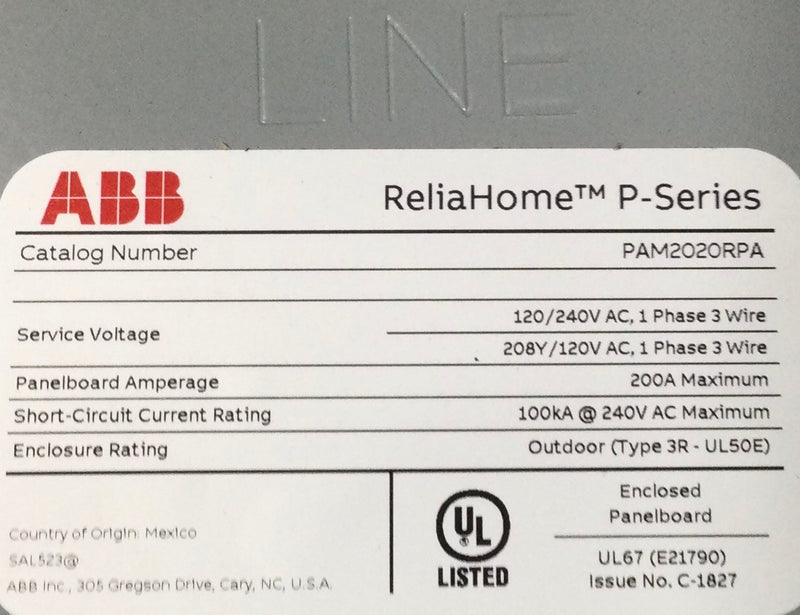 LINE
ABB ReliaHome™ P-Series
Catalog Number PAM2020RPA
Service Voltage
120/240V AC, 1 Phase 3 Wire
208Y/120V AC, 1 Phase 3 Wire
Panelboard Amperage 200A Maximum
Short-Circuit Current Rating 100kA @ 240V AC Maximum
Enclosure Rating Outdoor (Type 3R - UL50E)
Country of Origin: Mexico
SAL523@
ABB Inc., 305 Gregson Drive, Cary, NC, U.S.A.
UL ®
LISTED
Enclosed
Panelboard
UL67 (E21790)
Issue No. C-1827